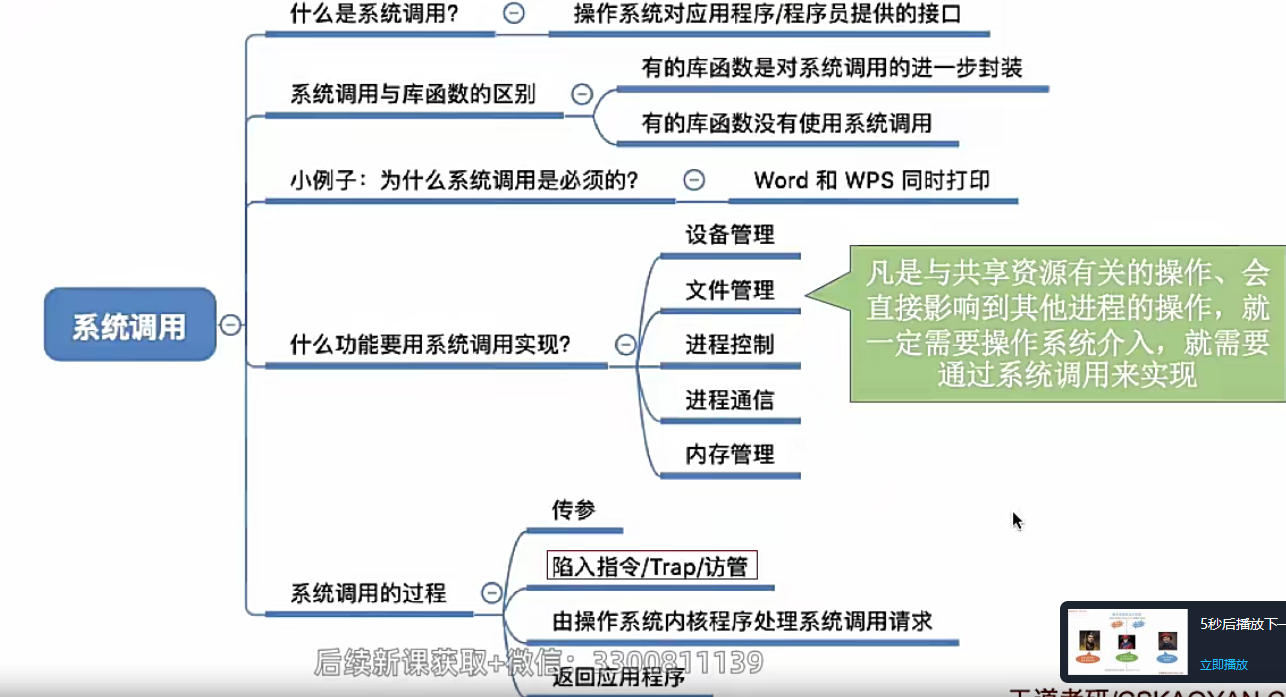 什么是系统调用?
操作系统对应用程序/程序员提供的接口
系统调用与库函数的区别
有的库函数是对系统调用的进一步封装
有的库函数没有使用系统调用
小例子：为什么系统调用是必须的?
Word 和 WPS 同时打印
系统调用
什么功能要用系统调用实现?
设备管理
文件管理
进程控制
进程通信
内存管理
凡是与共享资源有关的操作、会
直接影响到其他进程的操作，就
一定需要操作系统介入，就需要
通过系统调用来实现
系统调用的过程
传参
陷入指令/Trap/访管
由操作系统内核程序处理系统调用请求
返回应用程序
后续新课获取+微信：3300811139
5秒后播放下一
立即播放